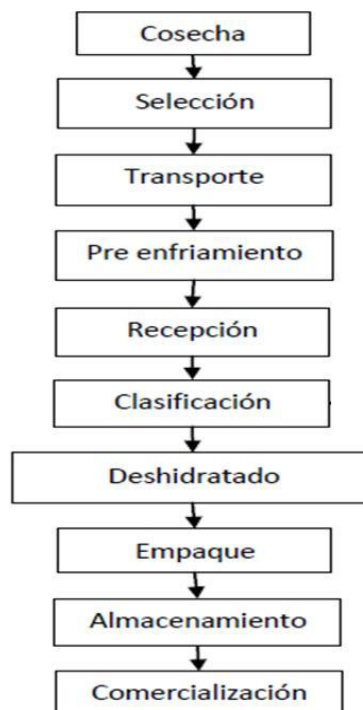 Cosecha
Selección
Transporte
Pre enfriamiento
Recepción
Clasificación
Deshidratado
Empaque
Almacenamiento
Comercialización